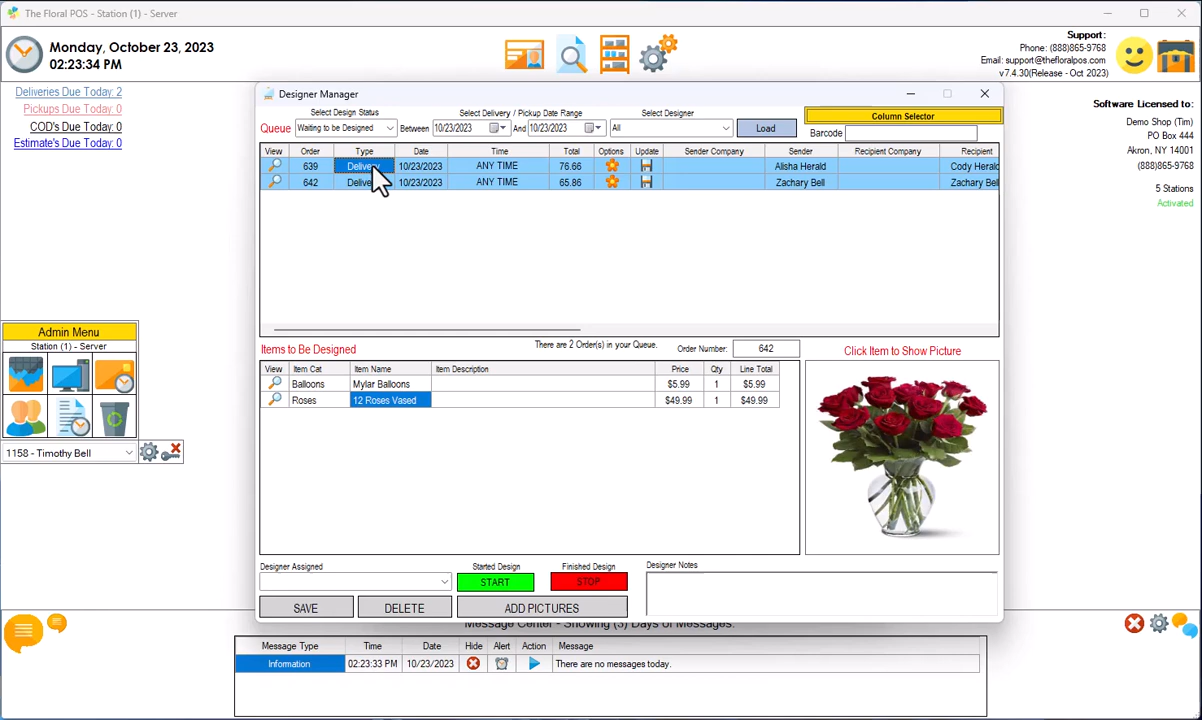 The Floral POS - Station (1) - Server
Monday, October 23, 2023
02:23:34 PM
Support:
Phone: (888)865-9768
Email: support@thefloralpos.com
v7.4.30(Release - Oct 2023)
Deliveries Due Today: 2
Pickups Due Today: 0
COD's Due Today: 0
Estimate's Due Today: 0
Software Licensed to:
Demo Shop (Tim)
PO Box 444
Akron, 10 44301
(888)865-9768
5 Stations
Activated
Designer Manager
Select Design Status
Select Delivery / Pickup Date Range
Select Designer
Column Selector
Queue Waiting to be Designed Between 10/23/2023 And 10/23/2023 All Load Barcode
View Order Type Date Time Total Options Update Sender Company Sender Recipient Company Recipient
639 10/23/2023 ANY TIME 76.66 Alisha Herald Cody Herald
642 10/23/2023 ANY TIME 65.86 Zachary Bell Zachary Bell
Items to Be Designed There are 2 Order(s) in your Queue. Order Number: 642 Click Item to Show Picture
View Item Cat Item Name Item Description Price Qty Line Total
Balloons Mylar Balloons $5.99 1 $5.99
Roses 12 Roses Vased $49.99 1 $49.99
Admin Menu
Station (1) - Server
1158 - Timothy Bell
Designer Assigned Started Design Finished Design Designer Notes
START STOP
SAVE DELETE ADD PICTURES
Message Center - Showing (3) Days of Messages.
Message Type Time Date Hide Alert Action Message
Information 02:23:33 PM 10/23/2023 There are no messages today.